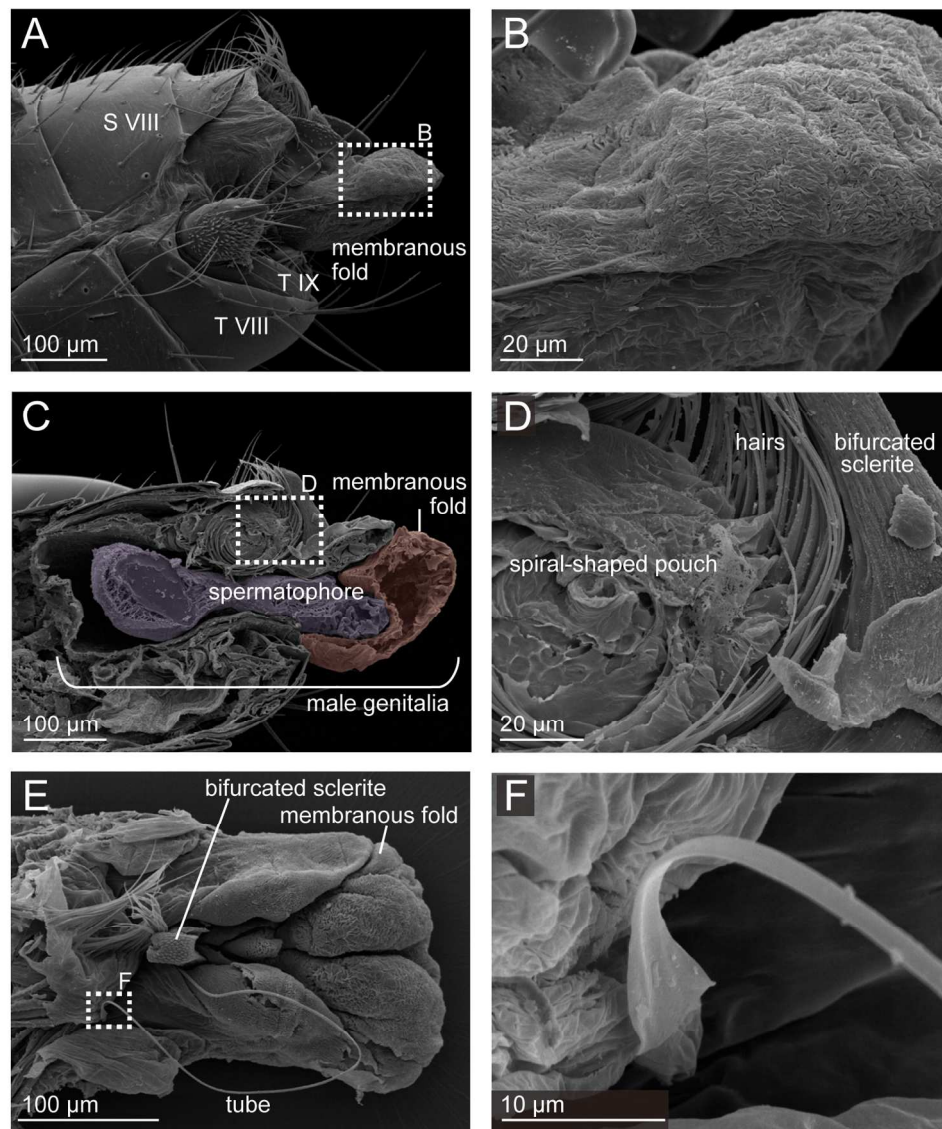 A
S VIII
B
membranous
fold
T IX
T VIII
100 µm
B
20 µm
C
D
membranous
fold
spermatophore
male genitalia
100 µm
D
hairs
bifurcated
sclerite
spiral-shaped pouch
20 µm
E
bifurcated sclerite
membranous fold
F
tube
100 µm
F
10 µm